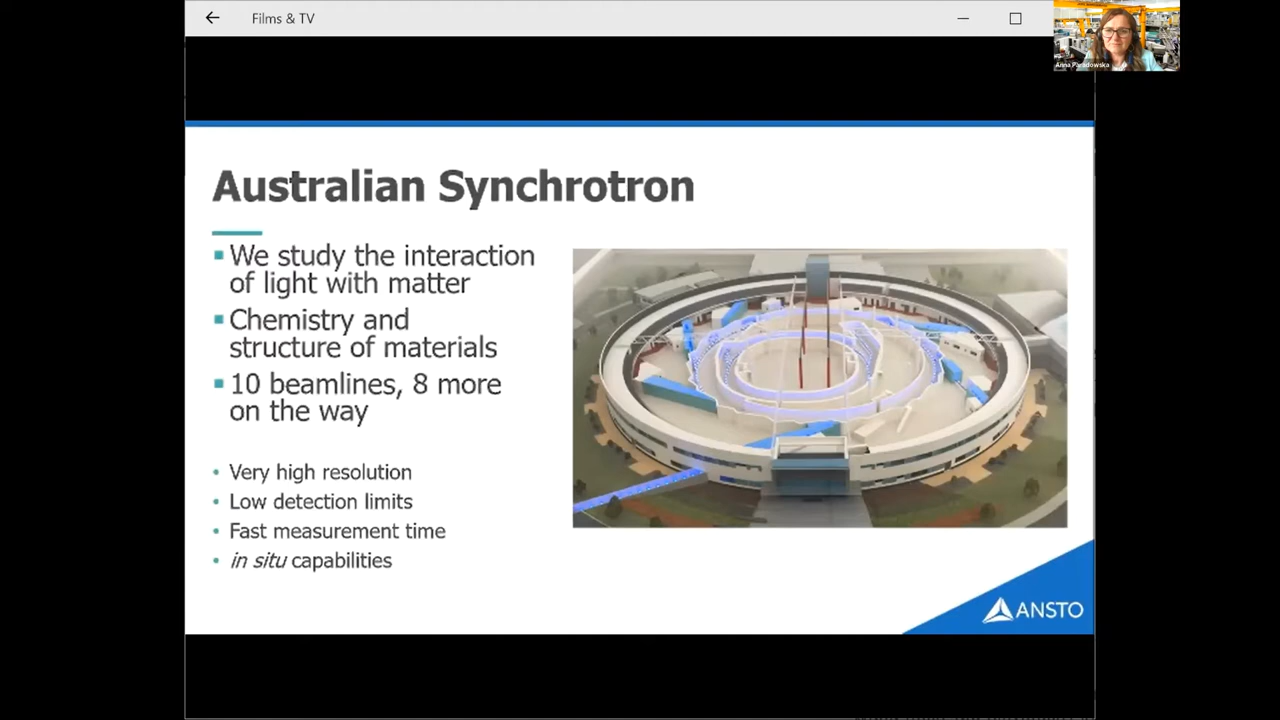 Films & TV
Anna Paradowska
Australian Synchrotron
We study the interaction
of light with matter
Chemistry and
structure of materials
10 beamlines, 8 more
on the way
Very high resolution
Low detection limits
Fast measurement time
in situ capabilities
ANSTO